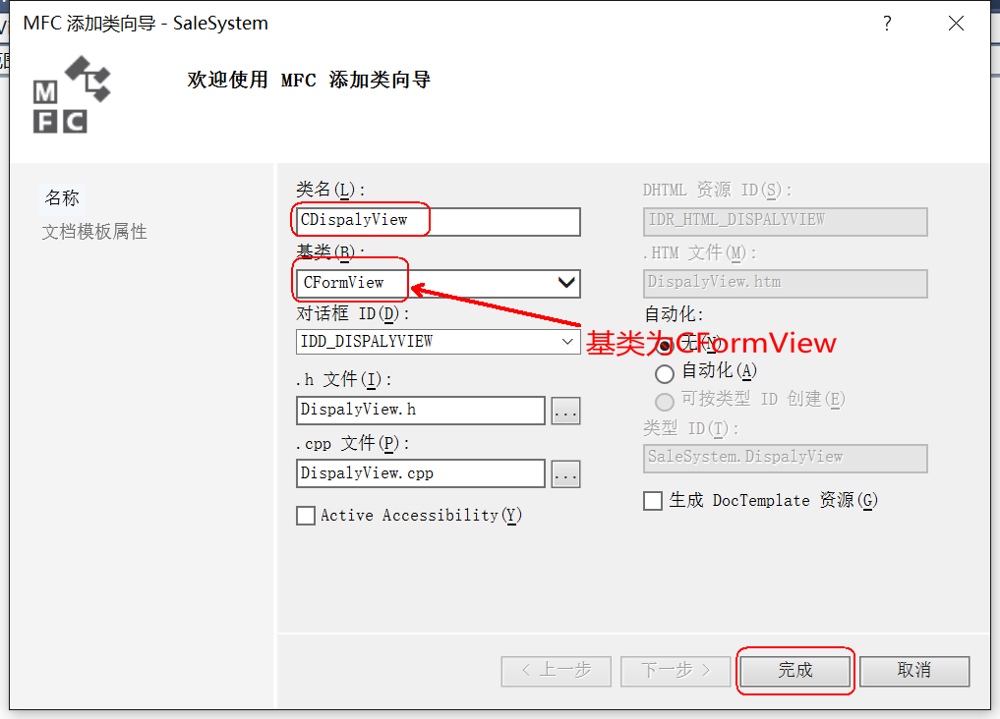 MFC 添加类向导 - SaleSystem
?
M
F C
欢迎使用 MFC 添加类向导
名称
文档模板属性
类名(L):
CDispalyView
基类(B):
CFormView
对话框 ID(D):
IDD_DISPALYVIEW
.h 文件(I):
DispalyView.h
...
.cpp 文件(P):
DispalyView.cpp
...
Active Accessibility(Y)
DHTML 资源 ID(S):
IDR_HTML_DISPALYVIEW
.HTM 文件(M):
DispalyView.htm
自动化:
无(N)
基类为CFormView
自动化(A)
可按类型 ID 创建(E)
类型 ID(T):
SaleSystem.DispalyView
生成 DocTemplate 资源(G)
< 上一步
下一步 >
完成
取消